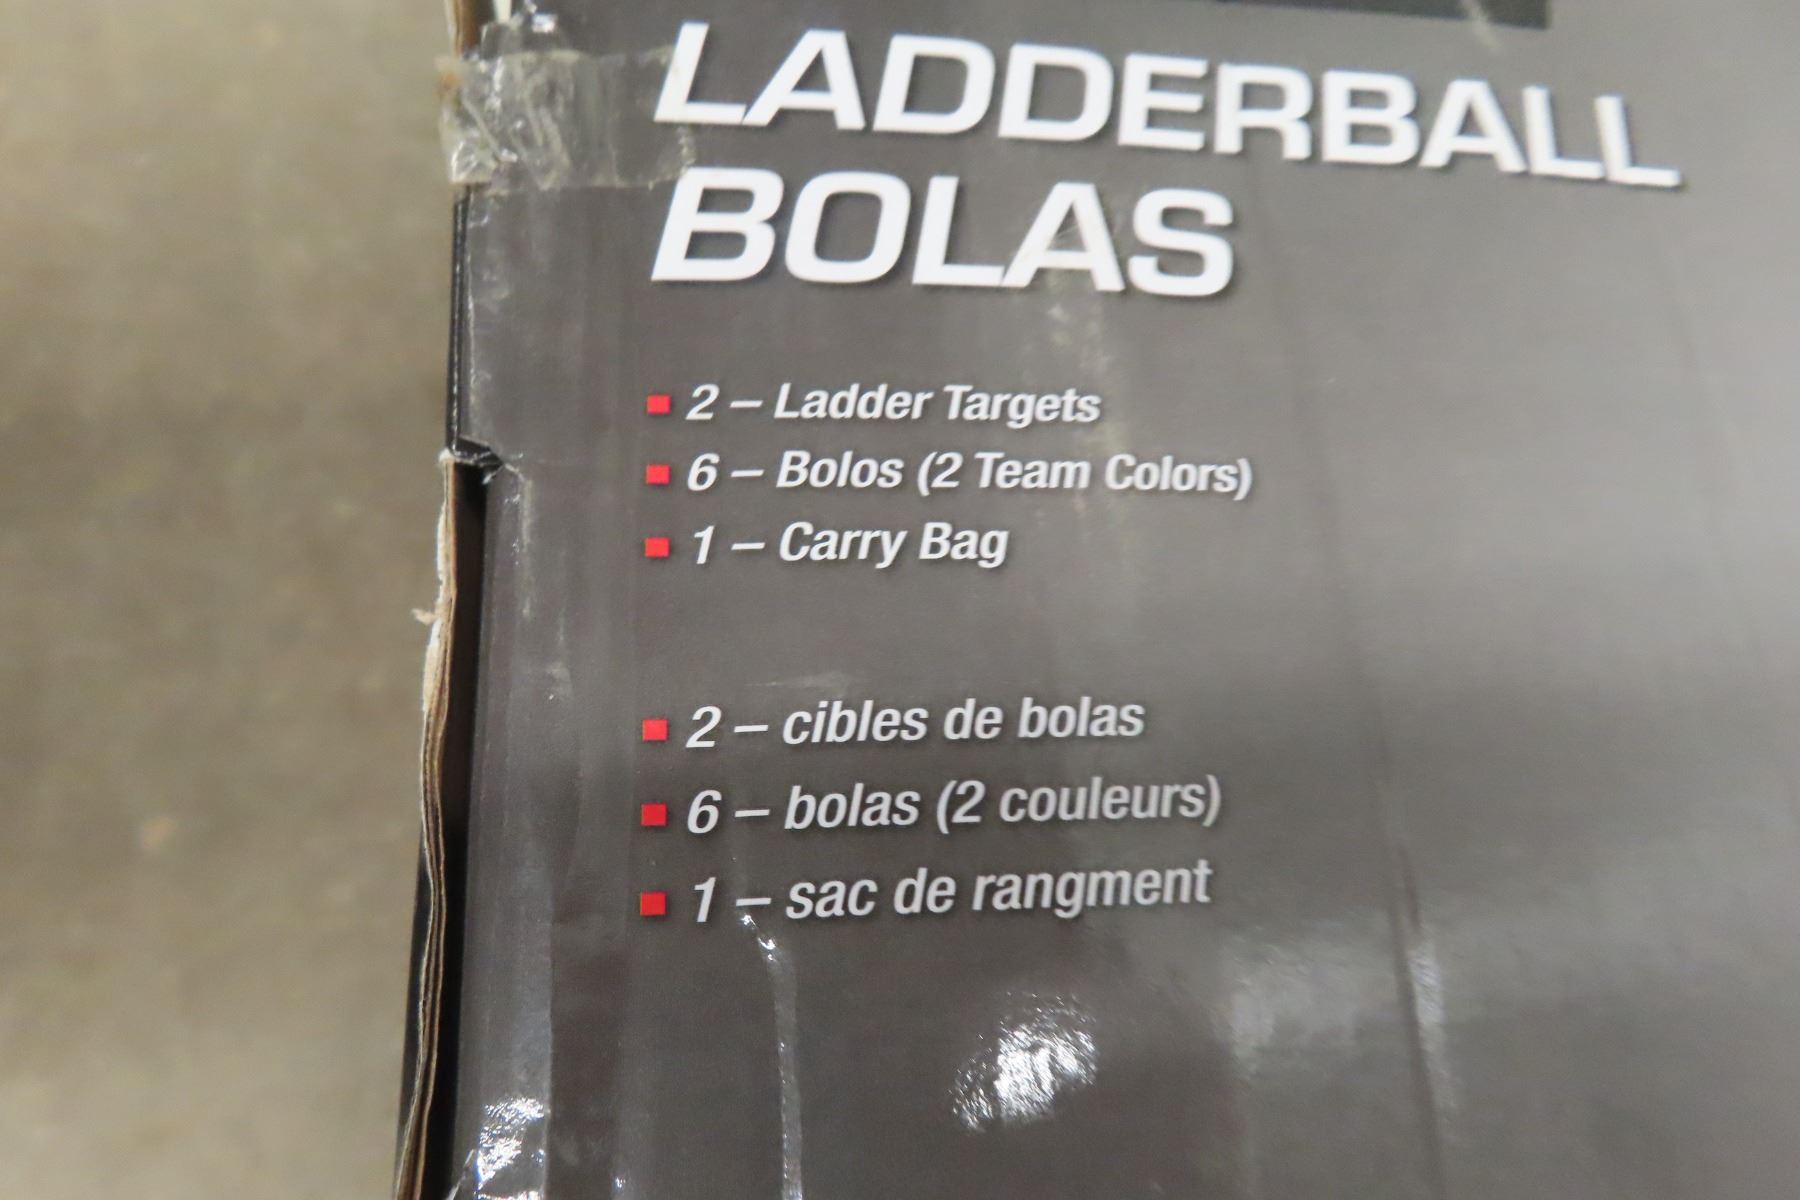 LADDERBALL
BOLAS
2 – Ladder Targets
6 – Bolos (2 Team Colors)
1 – Carry Bag
2 – cibles de bolas
6 – bolas (2 couleurs)
1 – sac de rangment